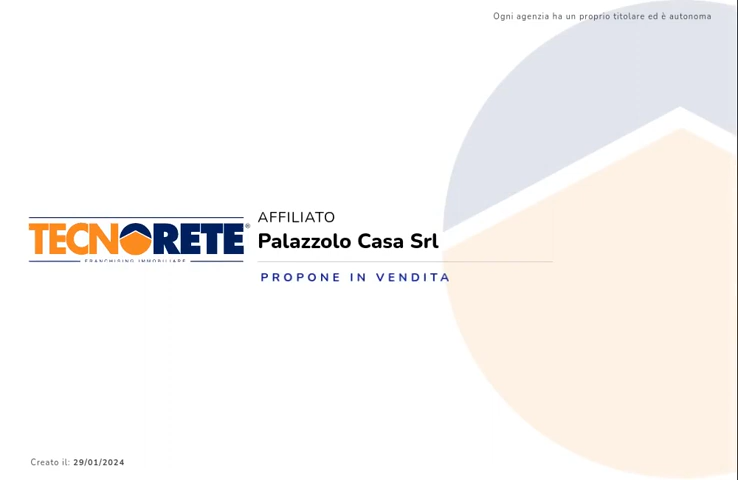 Ogni agenzia ha un proprio titolare ed è autonoma
AFFILIATO
TECNORETE®
Palazzolo Casa Srl
FRANCHISING IMMOBILIARE
PROPONE IN VENDITA
Creato il: 29/01/2024